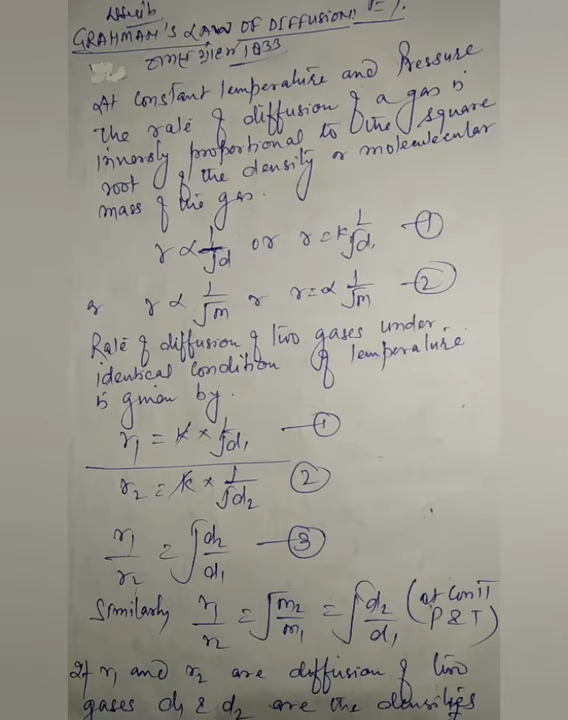 GRAHMAN'S LAW OF DIFFUSION:
1833
At constant temperature and Pressure
the rate of diffusion of a gas is
inversly proportional to the square
root of the density or molecuecular
mass of the gas.
r ∝ 1/√d or r = k 1/√d, ①
or r ∝ 1/√m or r = ∝ 1/√m ②
Rate of diffusion of two gases under
identical condition of temperature
is given by.
r₁ = k × 1/√d₁ ①
r₂ = k × 1/√d₂ ②
r₁/r₂ = √d₂/d₁ ③
Similarly r₁/r₂ = √m₂/m₁ = √d₂/d₁ (at conTT P & T)
If r₁ and r₂ are diffusion of two
gases d₁ & d₂ are the densities